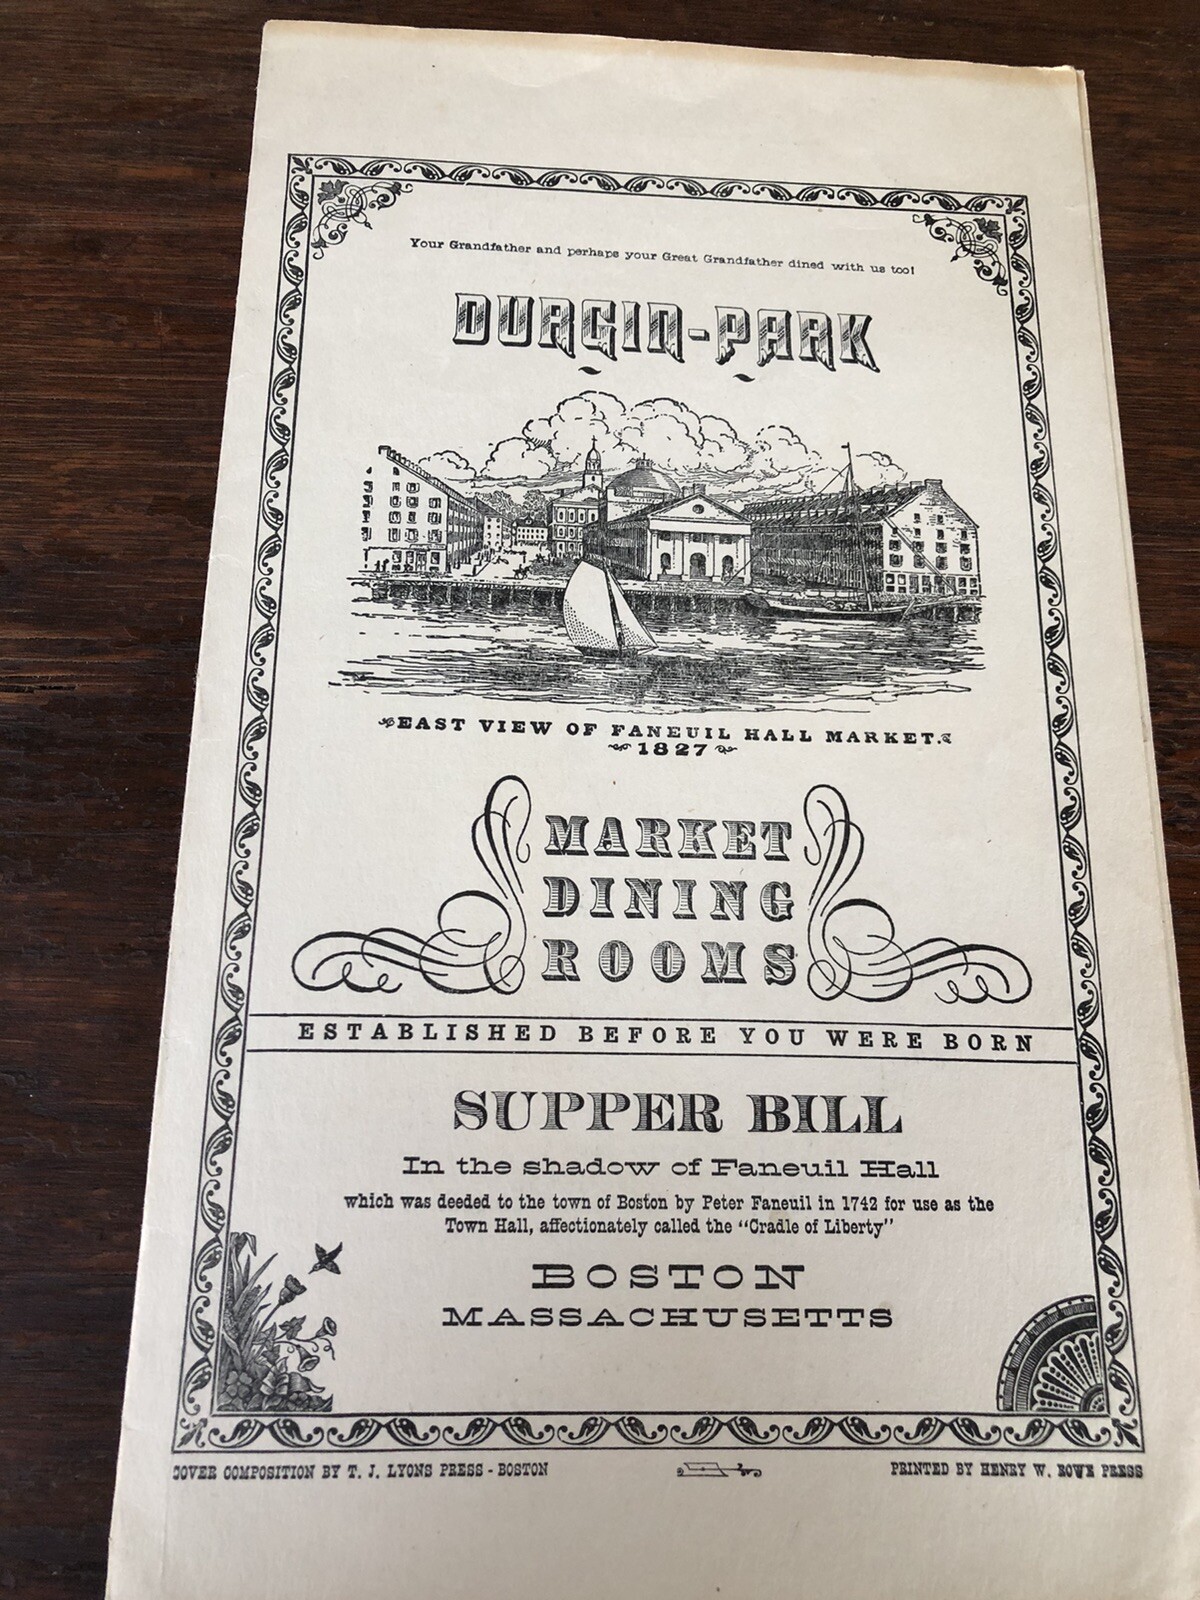 Your Grandfather and perhaps your Great Grandfather dined with us too!
DURGIN-PARK
EAST VIEW OF FANEUIL HALL MARKET.
1827
MARKET
DINING
ROOMS
ESTABLISHED BEFORE YOU WERE BORN
SUPPER BILL
In the shadow of Faneuil Hall
which was deeded to the town of Boston by Peter Faneuil in 1742 for use as the
Town Hall, affectionately called the "Cradle of Liberty"
BOSTON
MASSACHUSETTS
COVER COMPOSITION BY T. J. LYONS PRESS - BOSTON
PRINTED BY HENRY W. ROWE PRESS